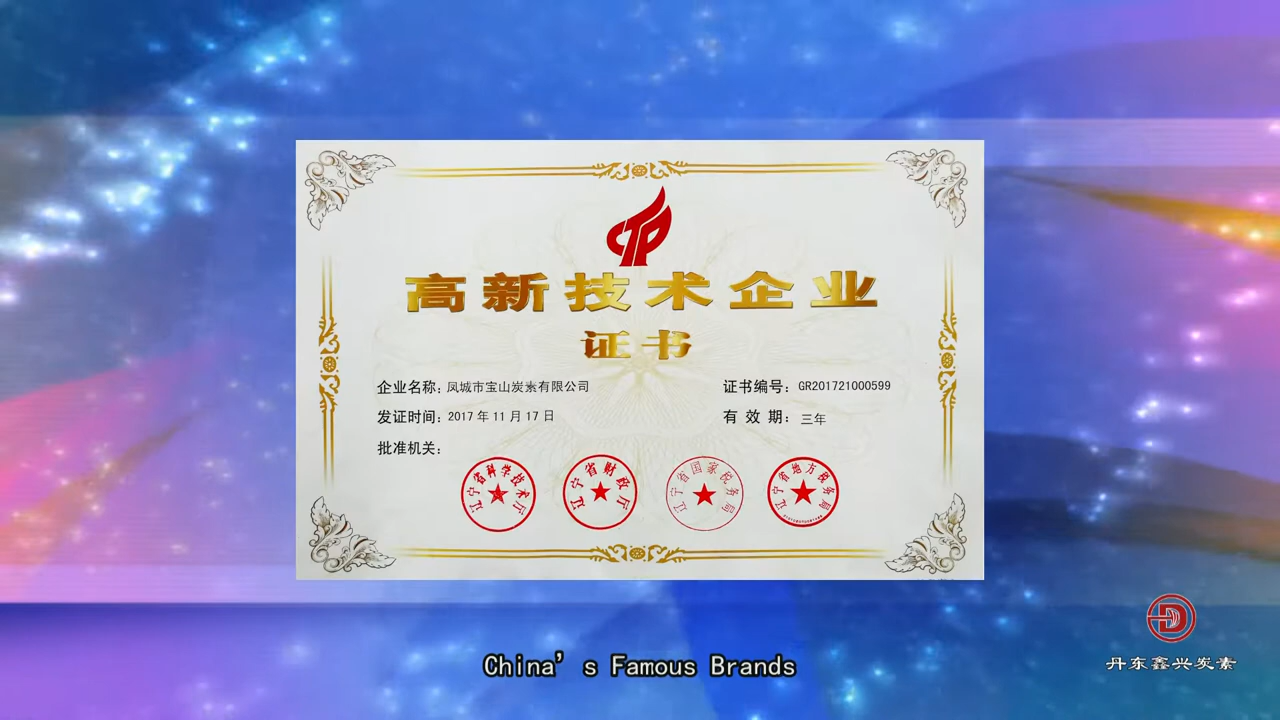 高新技术企业
证书
企业名称：凤城市宝山炭素有限公司
证书编号：GR201721000599
发证时间：2017 年 11 月 17 日
有 效 期：三年
批准机关：
辽宁省科学技术厅
辽宁省财政厅
辽宁省国家税务局
辽宁省地方税务局
China’s Famous Brands
丹东鑫兴炭素